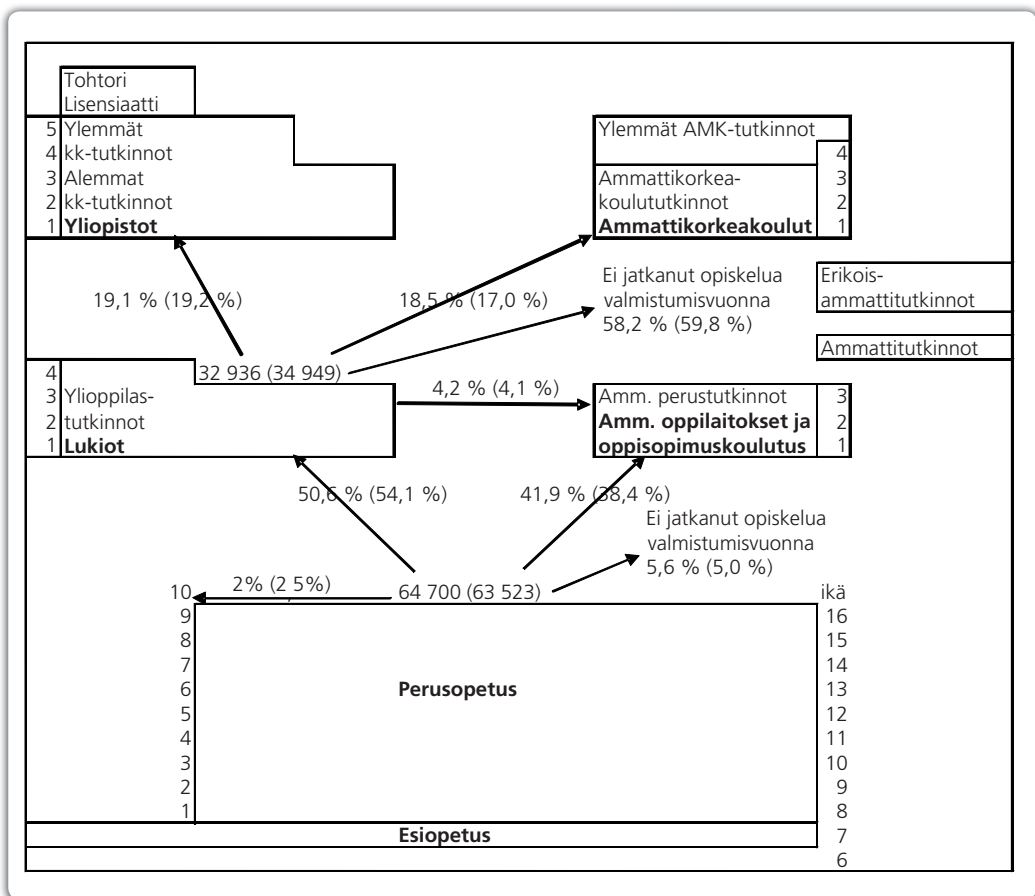 Tohtori
Lisensiaatti
5 Ylemmät
4 kk-tutkinnot
3 Alemmat
2 kk-tutkinnot
1 Yliopistot
Ylemmät AMK-tutkinnot
4
Ammattikorkea- 3
koulututkinnot 2
Ammattikorkeakoulut 1
19,1 % (19,2 %)
18,5 % (17,0 %)
Ei jatkanut opiskelua
valmistumisvuonna
58,2 % (59,8 %)
Erikois-
ammattitutkinnot
Ammattitutkinnot
32 936 (34 949)
4
3 Ylioppilas-
2 tutkinnot
1 Lukiot
4,2 % (4,1 %)
Amm. perustutkinnot 3
Amm. oppilaitokset ja 2
oppisopimuskoulutus 1
50,6 % (54,1 %)
41,9 % (38,4 %)
Ei jatkanut opiskelua
valmistumisvuonna
5,6 % (5,0 %)
10 2% (2,5%) 64 700 (63 523) ikä
9 16
8 15
7 14
6 Perusopetus 13
5 12
4 11
3 10
2 9
1 8
Esiopetus 7
6